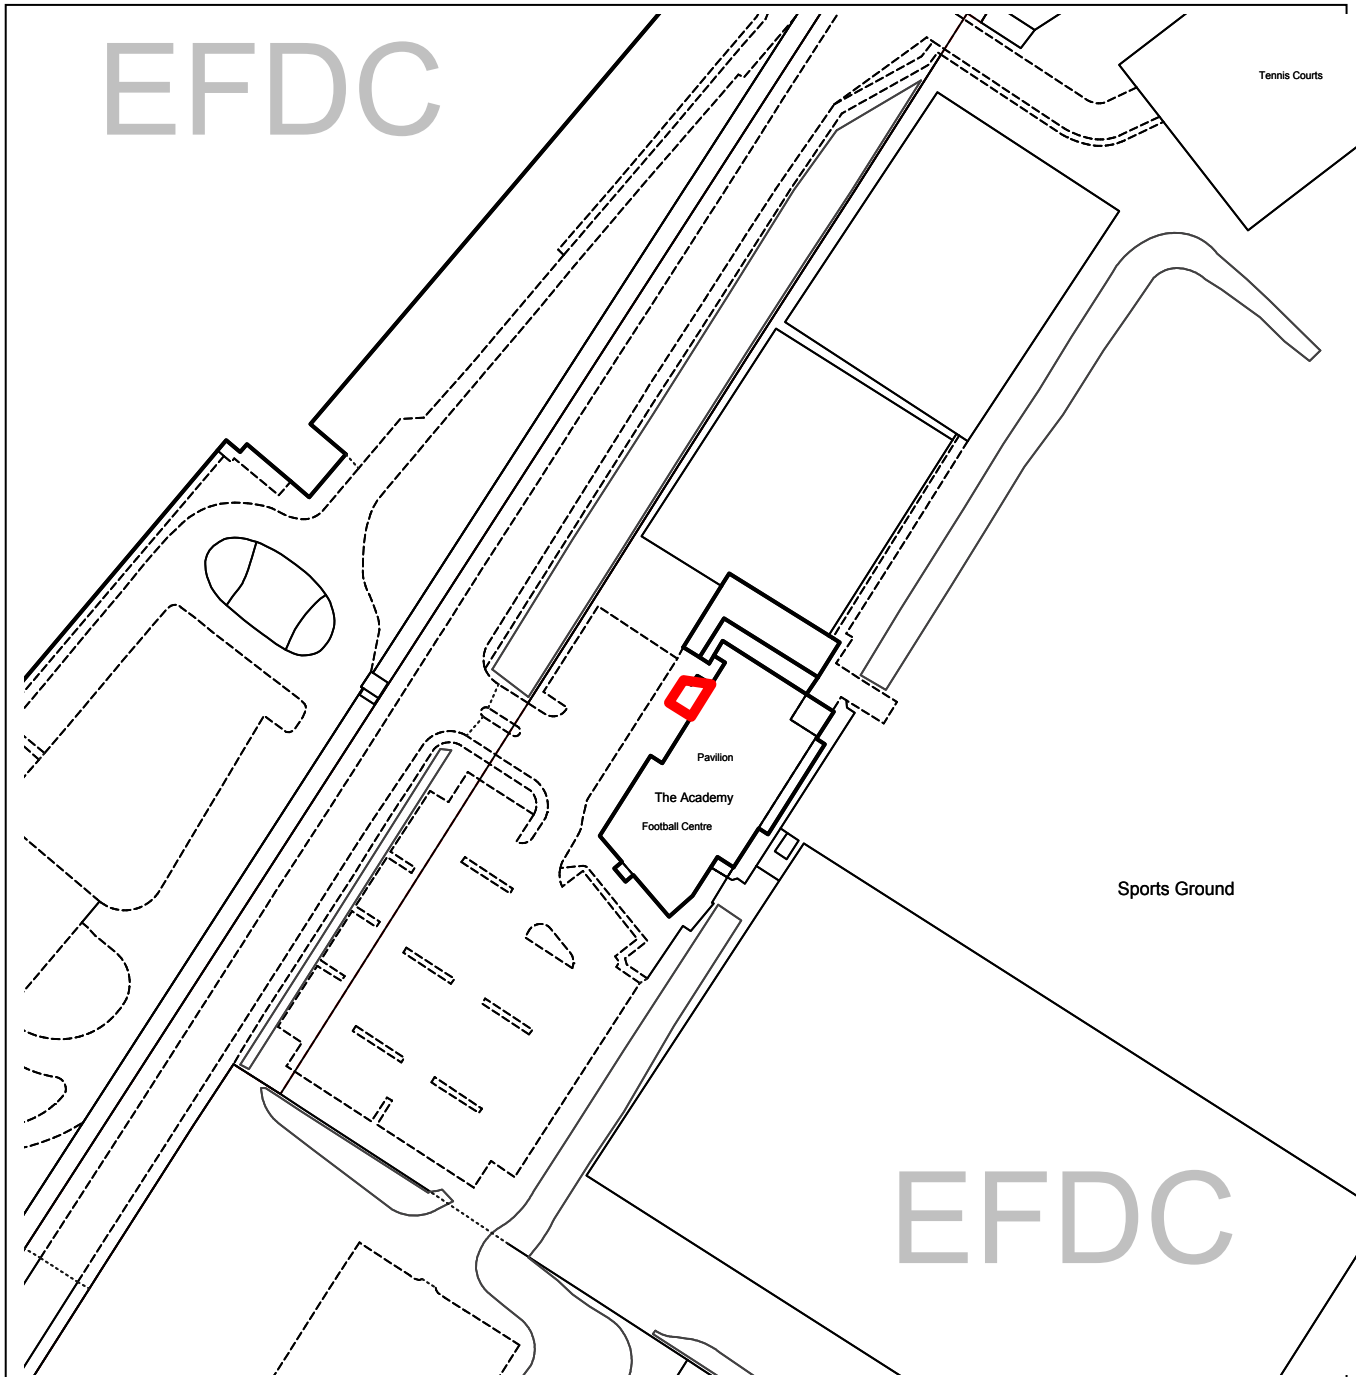 EFDC
Tennis Courts
Pavilion
The Academy
Football Centre
Sports Ground
EFDC